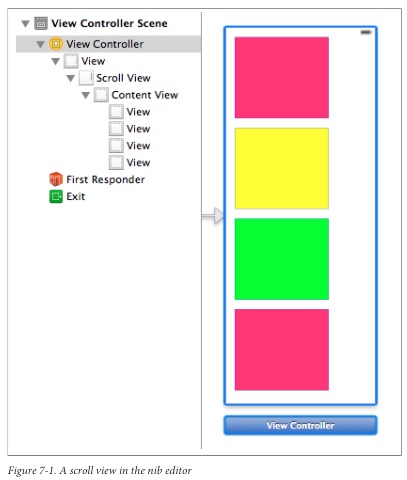 View Controller Scene
View Controller
View
Scroll View
Content View
View
View
View
View
First Responder
Exit
View Controller
Figure 7-1. A scroll view in the nib editor